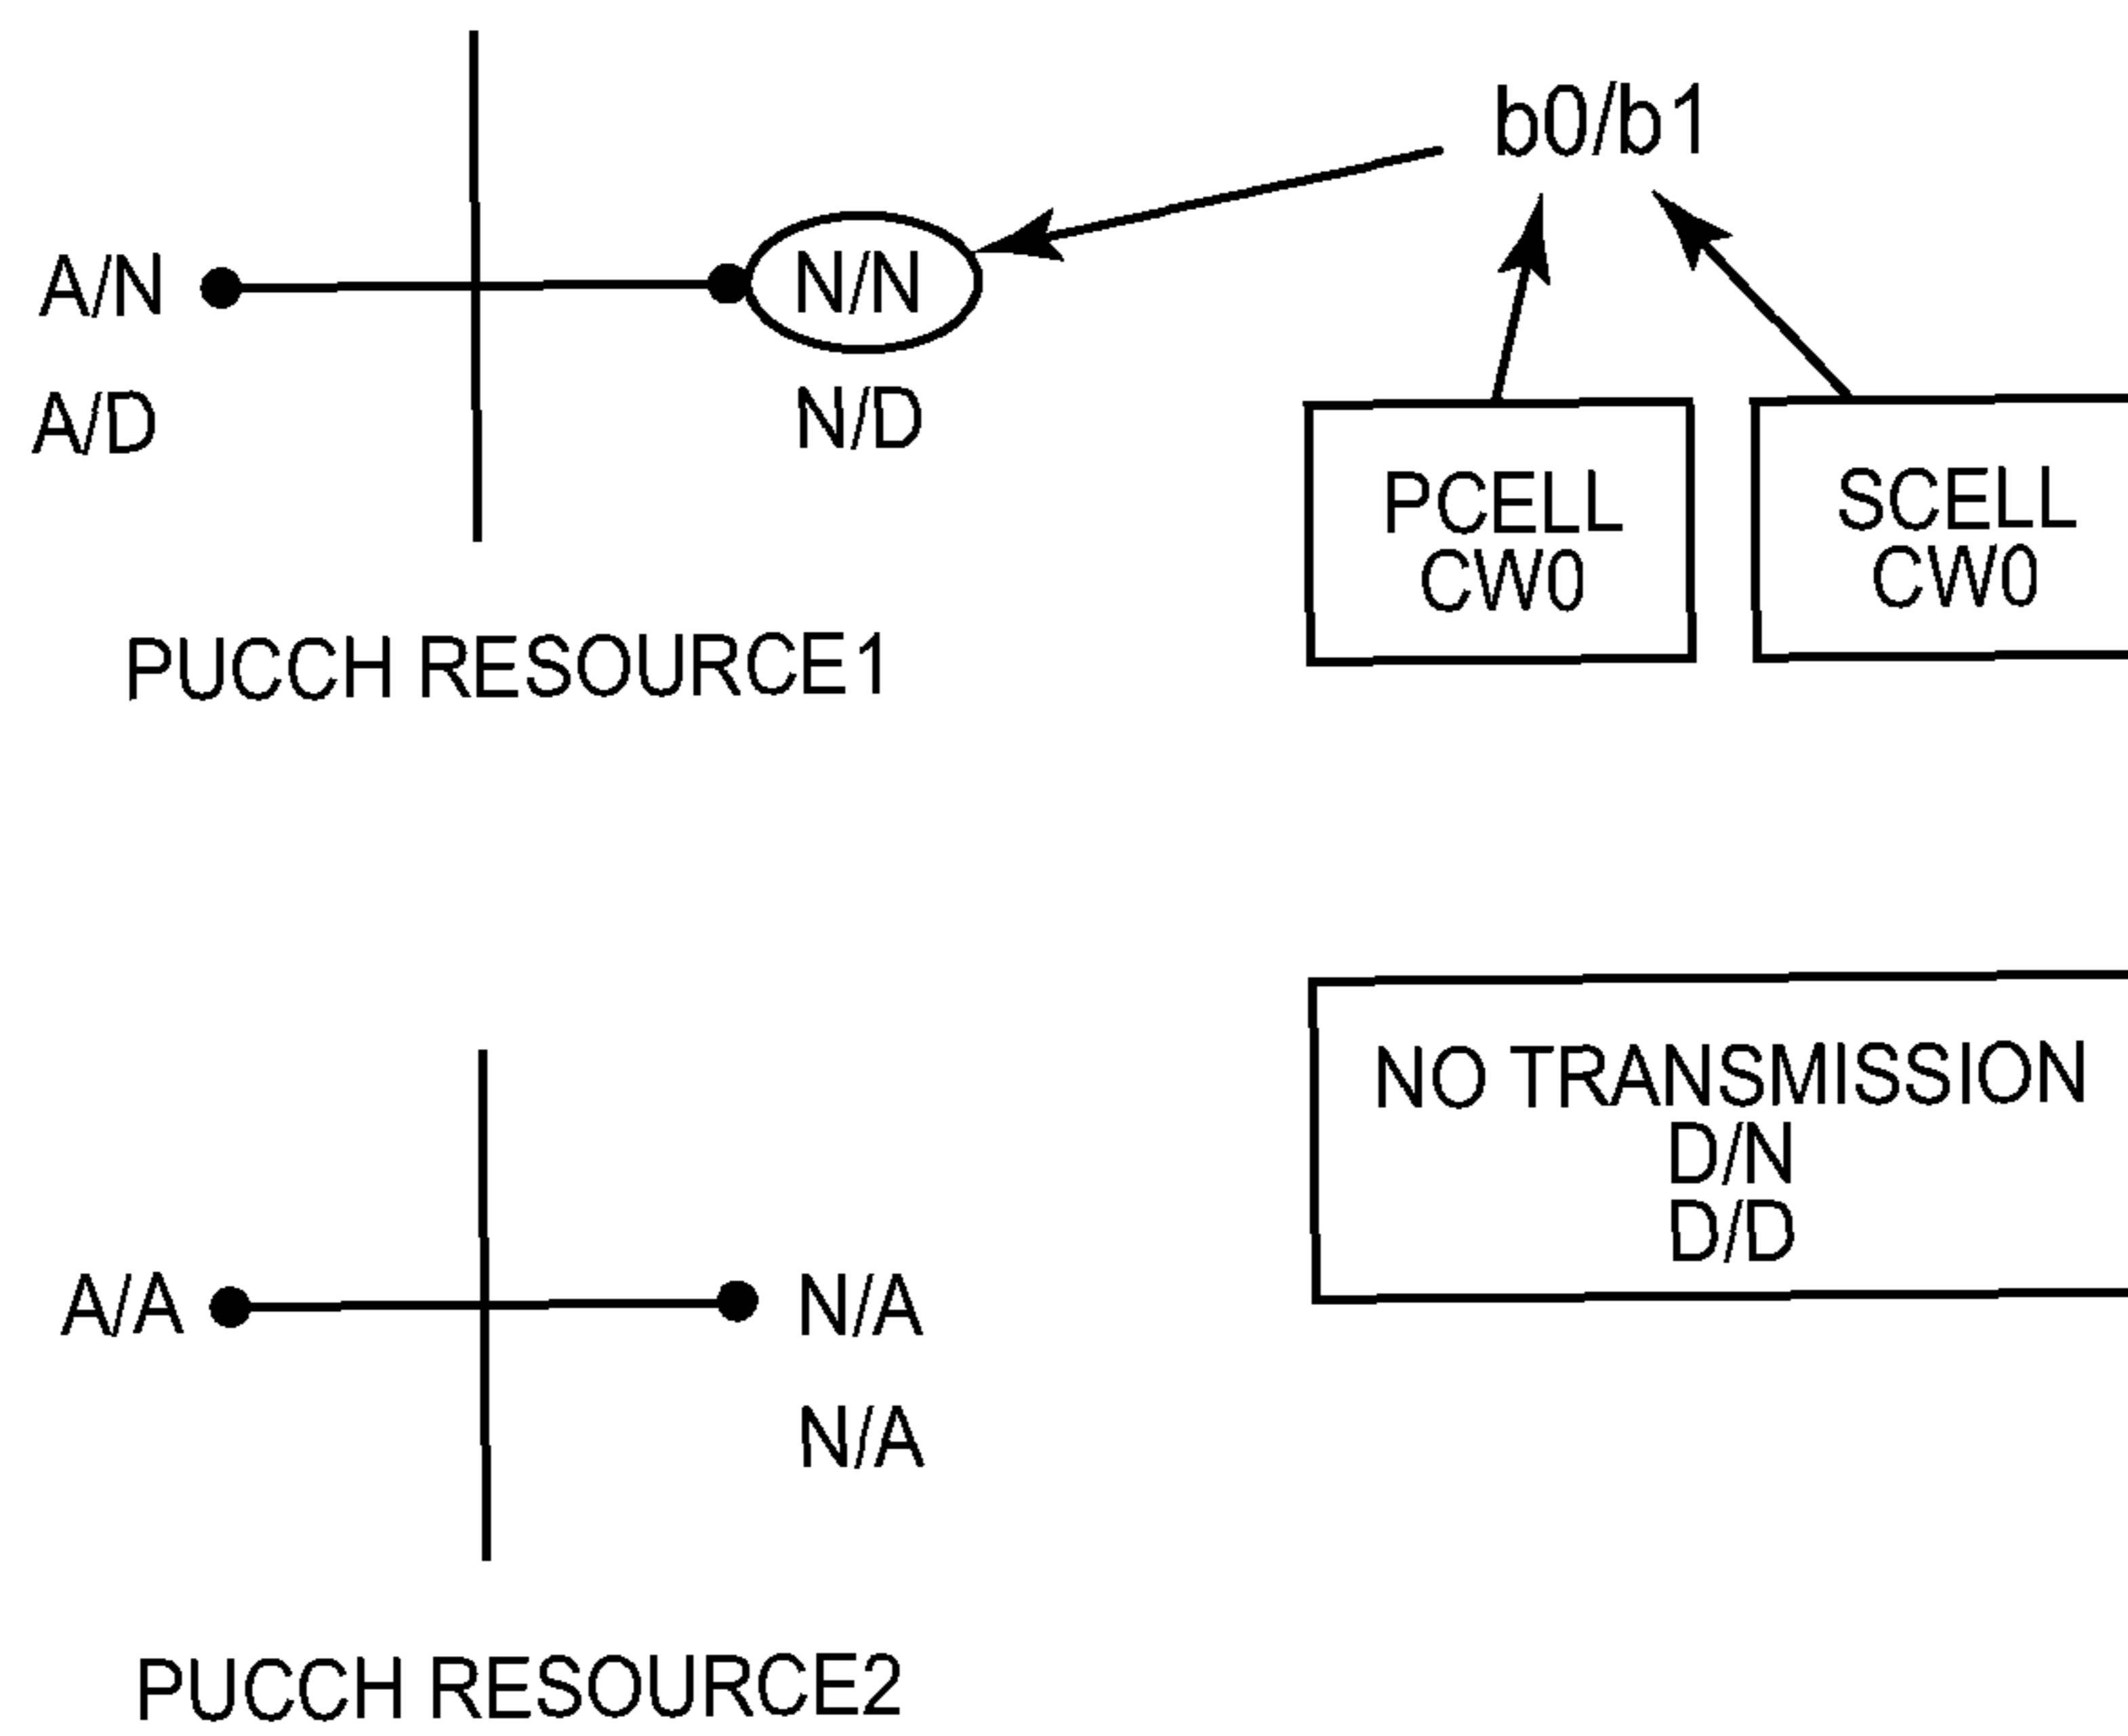 b0/b1
A/N
N/N
A/D
N/D
PCELL
CW0
SCELL
CW0
PUCCH RESOURCE1
NO TRANSMISSION
D/N
D/D
A/A
N/A
N/A
PUCCH RESOURCE2